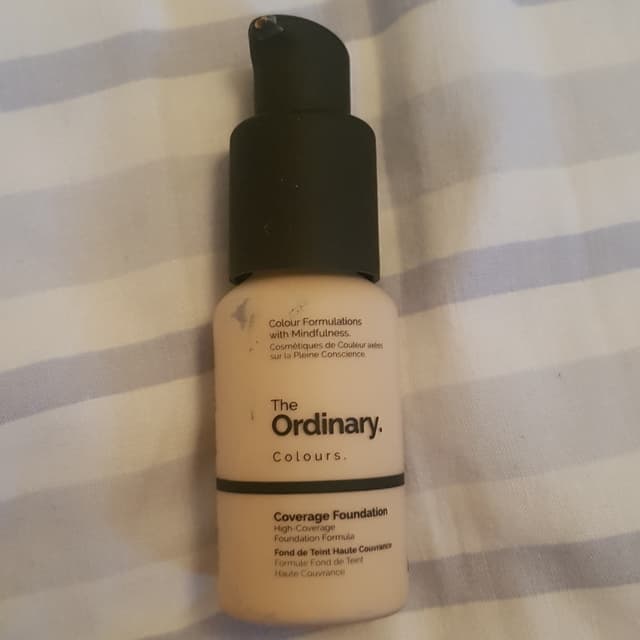 Colour Formulations
with Mindfulness.
Cosmétiques de Couleur axées
sur la Pleine Conscience.
The
Ordinary.
Colours.
Coverage Foundation
High-Coverage
Foundation Formula
Fond de Teint Haute Couvrance
Formule Fond de Teint
Haute Couvrance